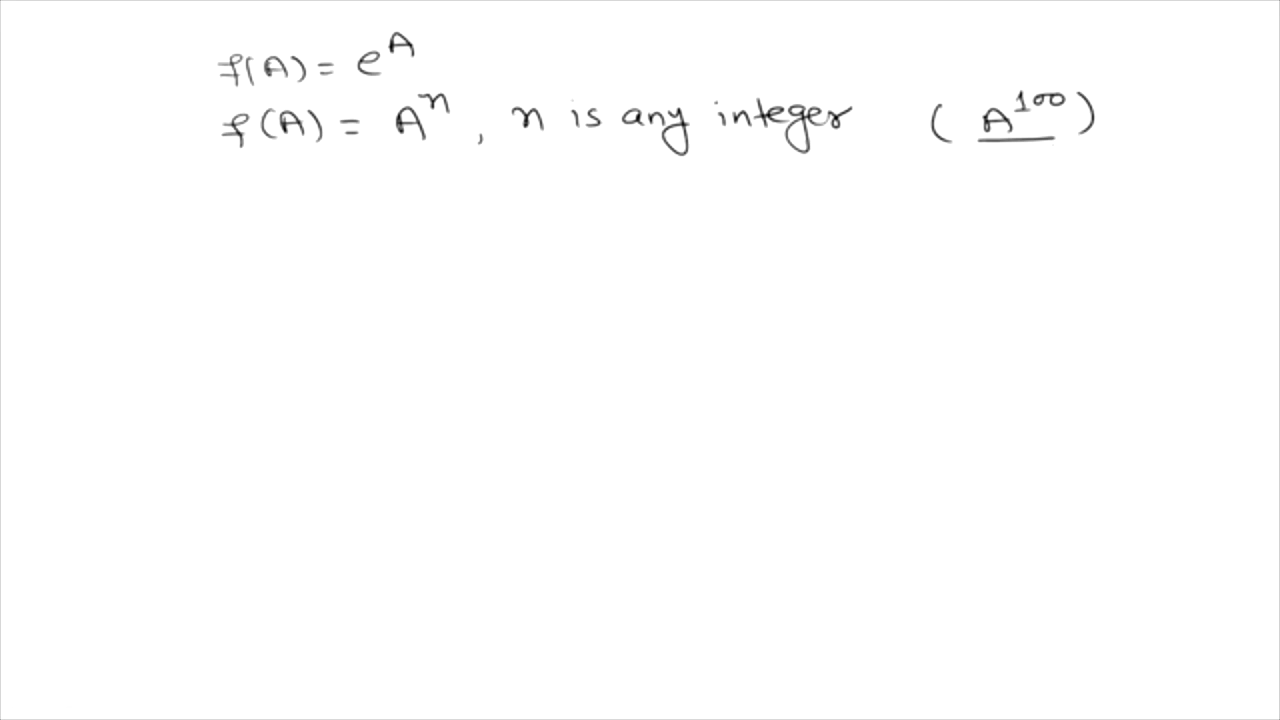 f(A) = e^A
f(A) = A^n, n is any integer (A^100)